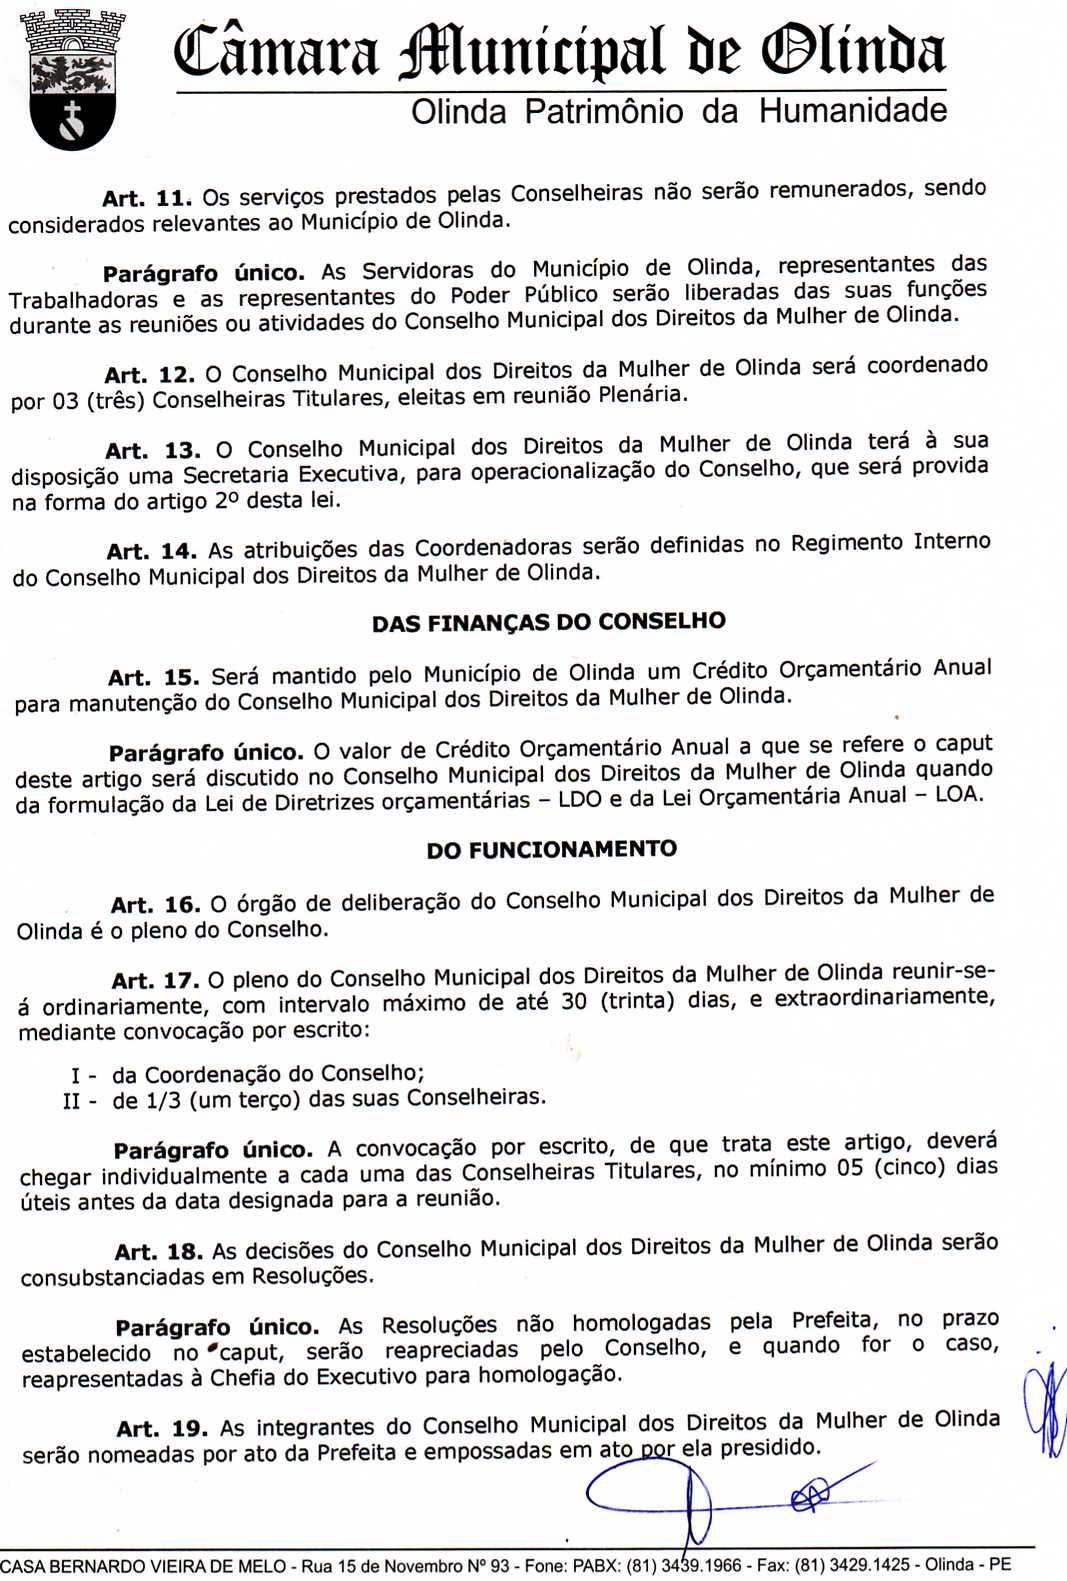 Câmara Municipal de Olinda
Olinda Patrimônio da Humanidade
Art. 11. Os serviços prestados pelas Conselheiras não serão remunerados, sendo
considerados relevantes ao Município de Olinda.
Parágrafo único. As Servidoras do Município de Olinda, representantes das
Trabalhadoras e as representantes do Poder Público serão liberadas das suas funções
durante as reuniões ou atividades do Conselho Municipal dos Direitos da Mulher de Olinda.
Art. 12. O Conselho Municipal dos Direitos da Mulher de Olinda será coordenado
por 03 (três) Conselheiras Titulares, eleitas em reunião Plenária.
Art. 13. O Conselho Municipal dos Direitos da Mulher de Olinda terá à sua
disposição uma Secretaria Executiva, para operacionalização do Conselho, que será provida
na forma do artigo 2º desta lei.
Art. 14. As atribuições das Coordenadoras serão definidas no Regimento Interno
do Conselho Municipal dos Direitos da Mulher de Olinda.
DAS FINANÇAS DO CONSELHO
Art. 15. Será mantido pelo Município de Olinda um Crédito Orçamentário Anual
para manutenção do Conselho Municipal dos Direitos da Mulher de Olinda.
Parágrafo único. O valor de Crédito Orçamentário Anual a que se refere o caput
deste artigo será discutido no Conselho Municipal dos Direitos da Mulher de Olinda quando
da formulação da Lei de Diretrizes orçamentárias – LDO e da Lei Orçamentária Anual – LOA.
DO FUNCIONAMENTO
Art. 16. O órgão de deliberação do Conselho Municipal dos Direitos da Mulher de
Olinda é o pleno do Conselho.
Art. 17. O pleno do Conselho Municipal dos Direitos da Mulher de Olinda reunir-se-
á ordinariamente, com intervalo máximo de até 30 (trinta) dias, e extraordinariamente,
mediante convocação por escrito:
I - da Coordenação do Conselho;
II - de 1/3 (um terço) das suas Conselheiras.
Parágrafo único. A convocação por escrito, de que trata este artigo, deverá
chegar individualmente a cada uma das Conselheiras Titulares, no mínimo 05 (cinco) dias
úteis antes da data designada para a reunião.
Art. 18. As decisões do Conselho Municipal dos Direitos da Mulher de Olinda serão
consubstanciadas em Resoluções.
Parágrafo único. As Resoluções não homologadas pela Prefeita, no prazo
estabelecido no caput, serão reapreciadas pelo Conselho, e quando for o caso,
reapresentadas à Chefia do Executivo para homologação.
Art. 19. As integrantes do Conselho Municipal dos Direitos da Mulher de Olinda
serão nomeadas por ato da Prefeita e empossadas em ato por ela presidido.
CASA BERNARDO VIEIRA DE MELO - Rua 15 de Novembro Nº 93 - Fone: PABX: (81) 3439.1966 - Fax: (81) 3429.1425 - Olinda - PE